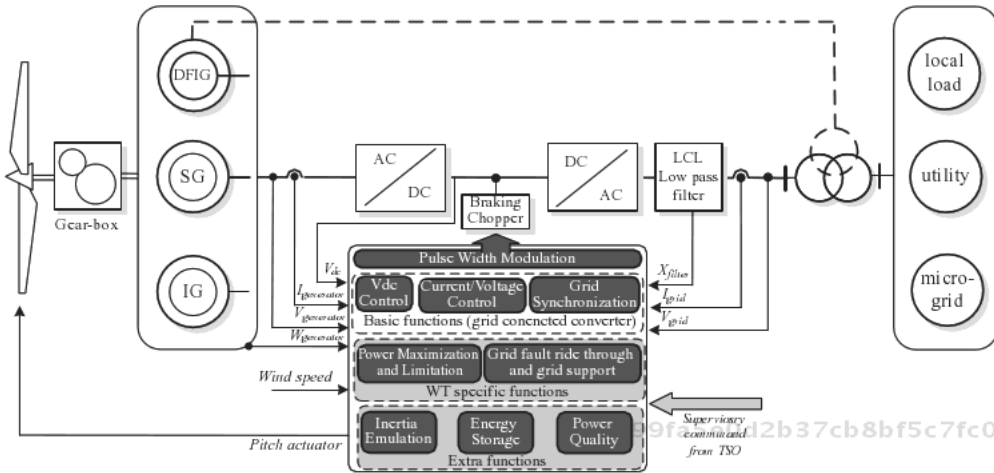 DFIG
SG
IG
Gear-box
AC
DC
Braking
Chopper
DC
AC
LCL
Low pass
filter
local
load
utility
micro-
grid
Pulse Width Modulation
Vdc
Control
Current/Voltage
Control
Grid
Synchronization
Basic functions (grid concneted converter)
Power Maximization
and Limitation
Grid fault ride through
and grid support
WT specific functions
Inertia
Emulation
Energy
Storage
Power
Quality
Extra functions
Vdc
Igenerator
Vgenerator
Wgenerator
Wind speed
Pitch actuator
Xfilter
Igrid
Vgrid
Supervisory
command
from TSO